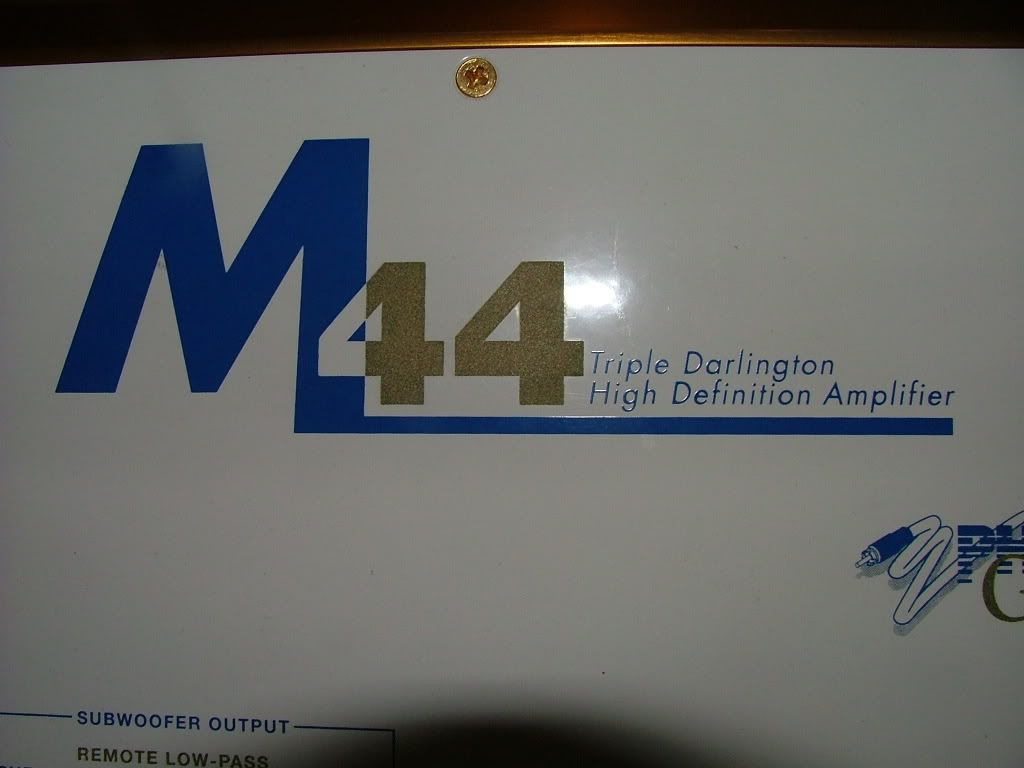 M44
Triple Darlington
High Definition Amplifier
SUBWOOFER OUTPUT
REMOTE LOW-PASS